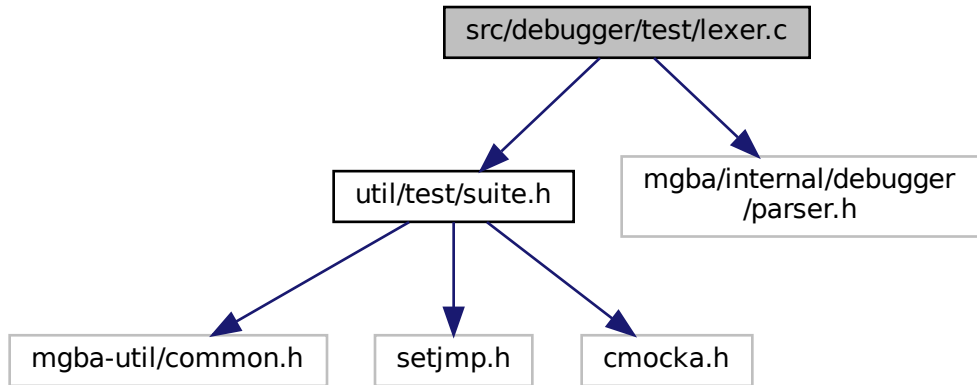 src/debugger/test/lexer.c
util/test/suite.h
mgba/internal/debugger
/parser.h
mgba-util/common.h
setjmp.h
cmocka.h